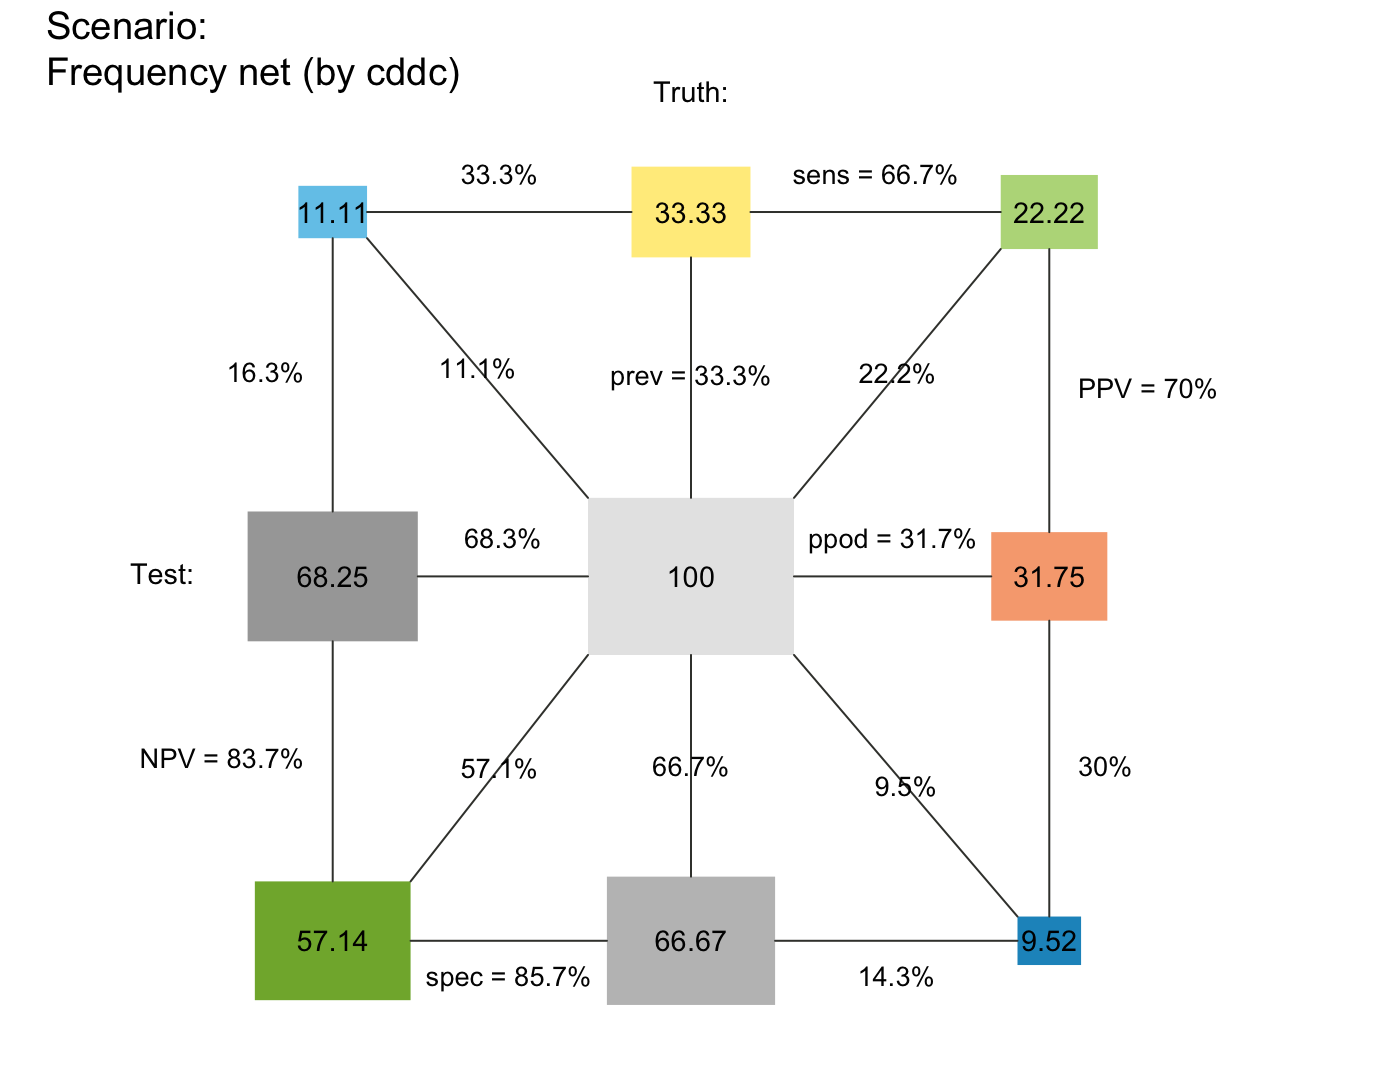 Scenario:
Frequency net (by cddc)
Truth:
33.3%
sens = 66.7%
11.11
33.33
22.22
16.3%
11.1%
prev = 33.3%
22.2%
PPV = 70%
68.3%
ppod = 31.7%
Test:
68.25
100
31.75
NPV = 83.7%
57.1%
66.7%
9.5%
30%
57.14
66.67
9.52
spec = 85.7%
14.3%